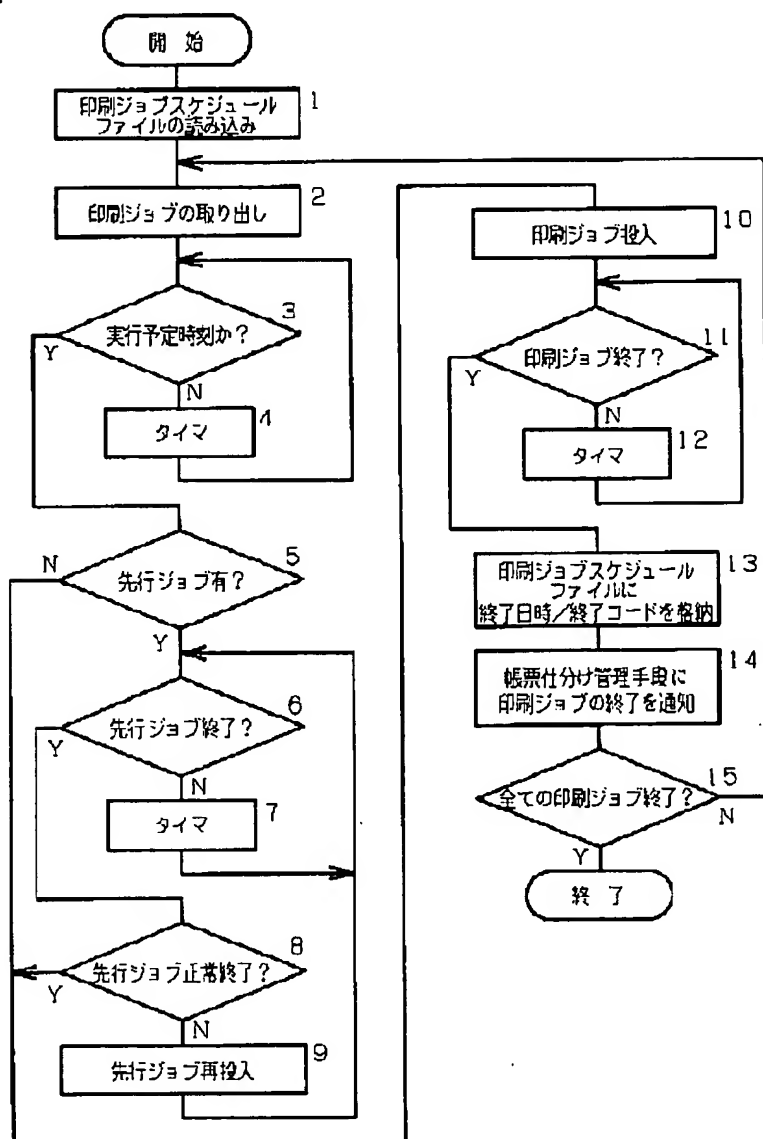 開 始
印刷ジョブスケジュール
ファイルの読み込み
1
印刷ジョブの取り出し
2
実行予定時刻か？
3
Y
N
タイマ
4
先行ジョブ有？
5
N
Y
先行ジョブ終了？
6
Y
N
タイマ
7
先行ジョブ正常終了？
8
Y
N
先行ジョブ再投入
9
印刷ジョブ投入
10
印刷ジョブ終了？
11
Y
N
タイマ
12
印刷ジョブスケジュール
ファイルに
終了日時／終了コードを格納
13
帳票仕分け管理手段に
印刷ジョブの終了を通知
14
全ての印刷ジョブ終了？
15
N
Y
終 了